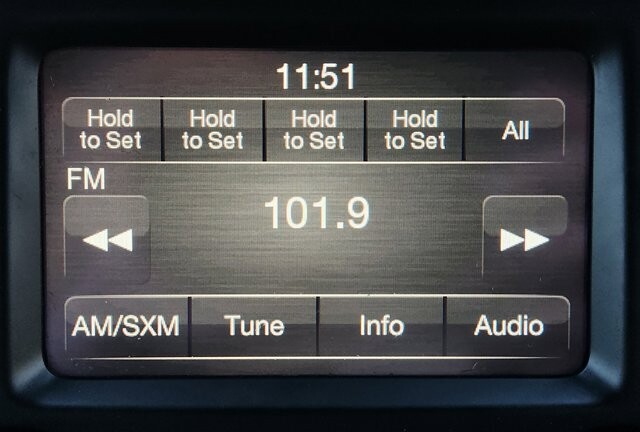 11:51
Hold to Set
Hold to Set
Hold to Set
Hold to Set
All
FM
101.9
AM/SXM Tune Info Audio